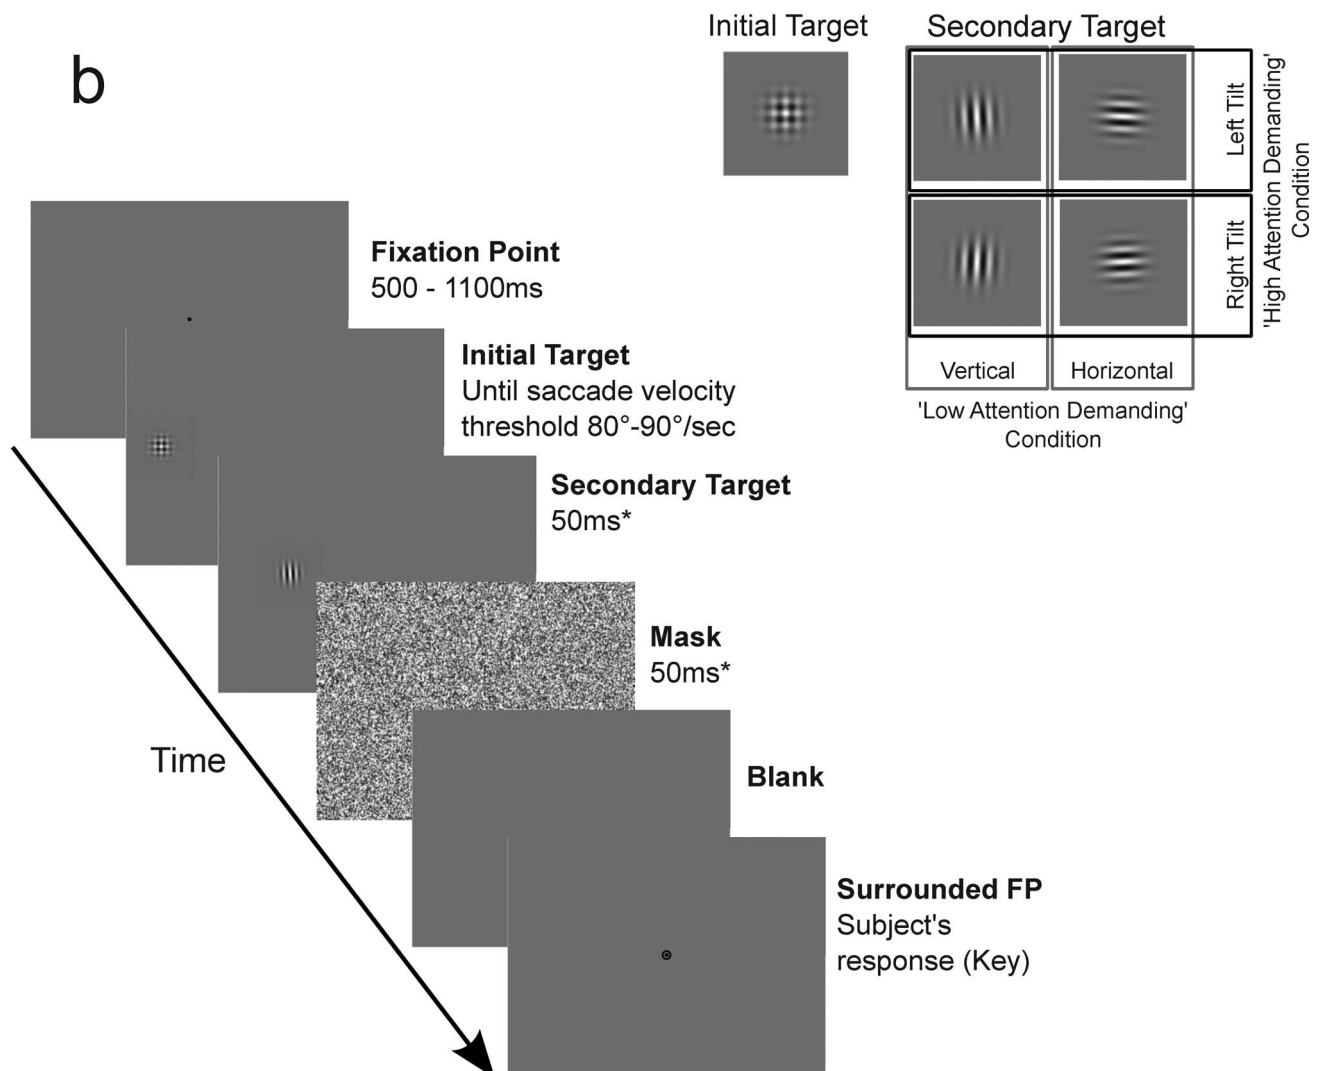 b
Initial Target
Secondary Target
Left Tilt
Right Tilt
'High Attention Demanding'
Condition
Vertical
Horizontal
'Low Attention Demanding'
Condition
Fixation Point
500 - 1100ms
Initial Target
Until saccade velocity
threshold 80°-90°/sec
Secondary Target
50ms*
Mask
50ms*
Time
Blank
Surrounded FP
Subject's
response (Key)